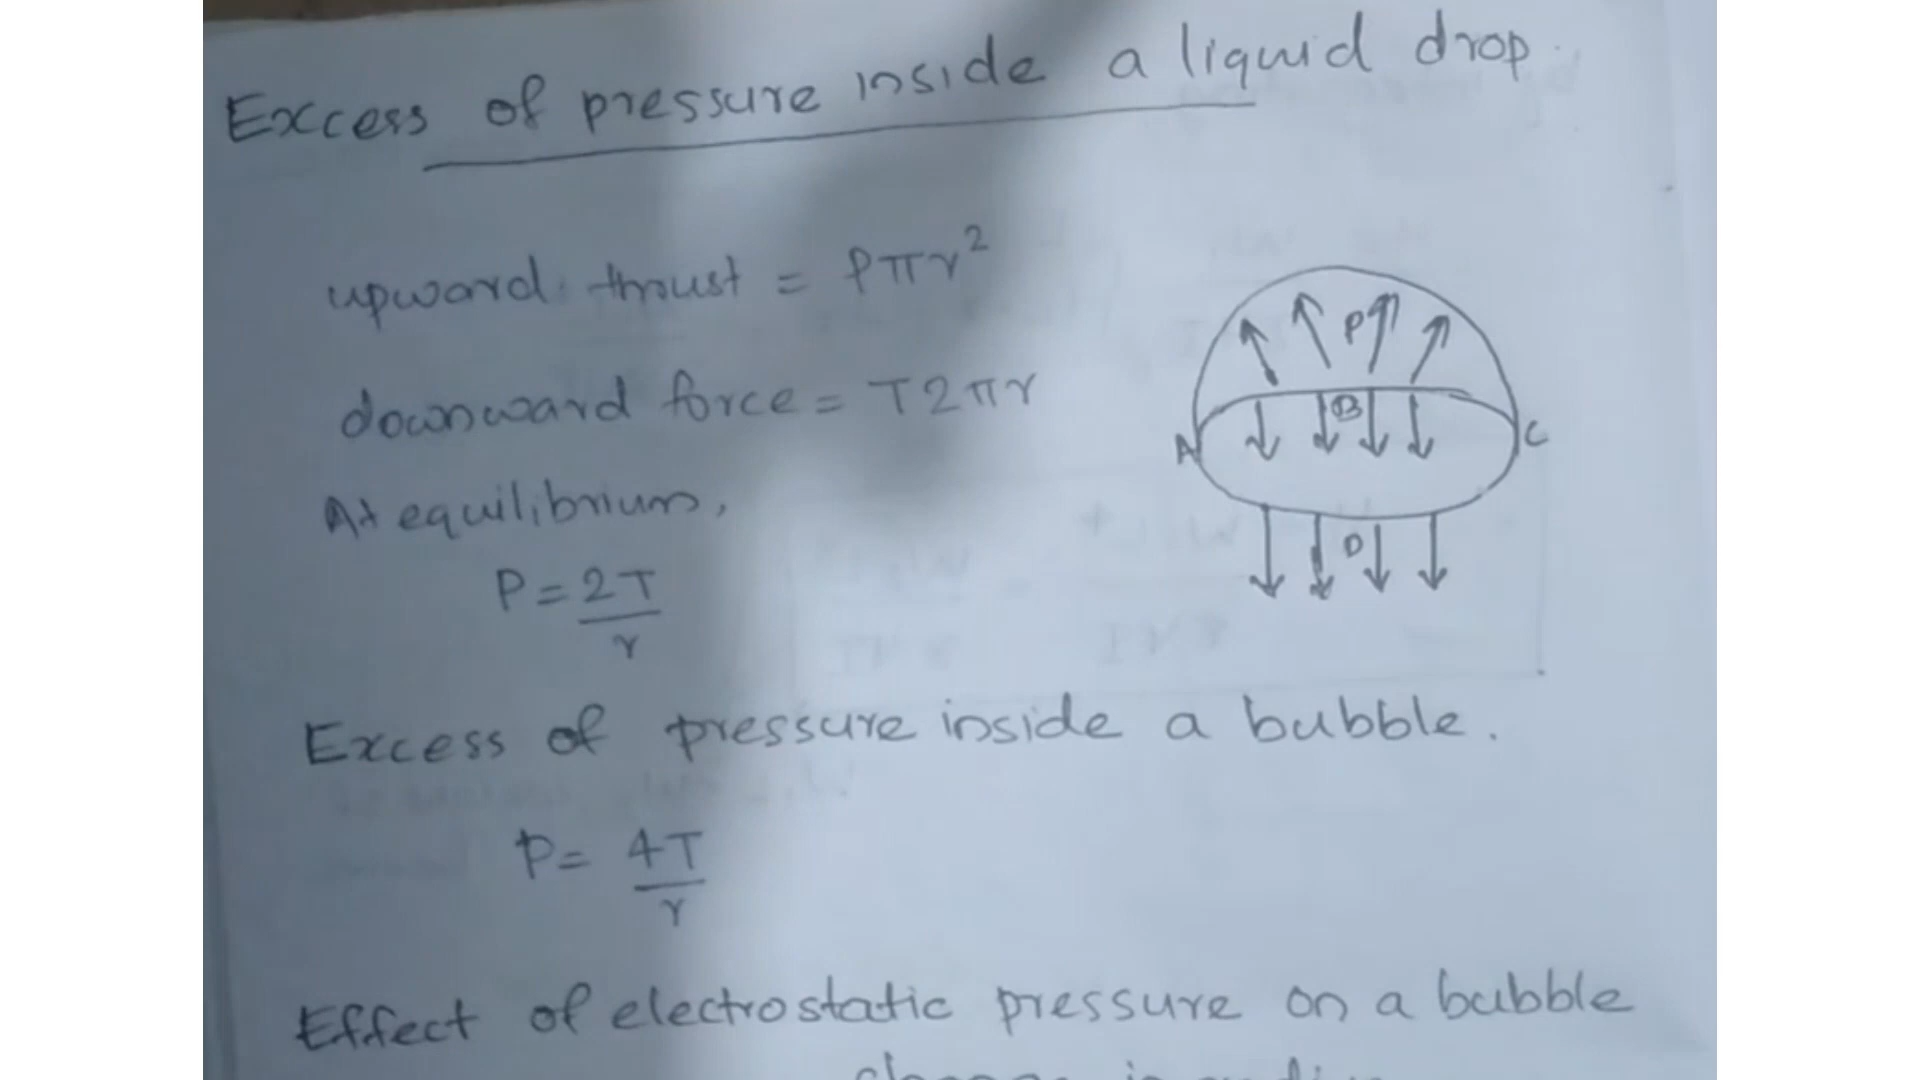 Excess of pressure inside a liquid drop
upward thrust = Pπr²
downward force = T2πr
At equilibrium,
P = 2T
r
P
B
A
C
D
Excess of pressure inside a bubble.
P = 4T
r
Effect of electrostatic pressure on a bubble